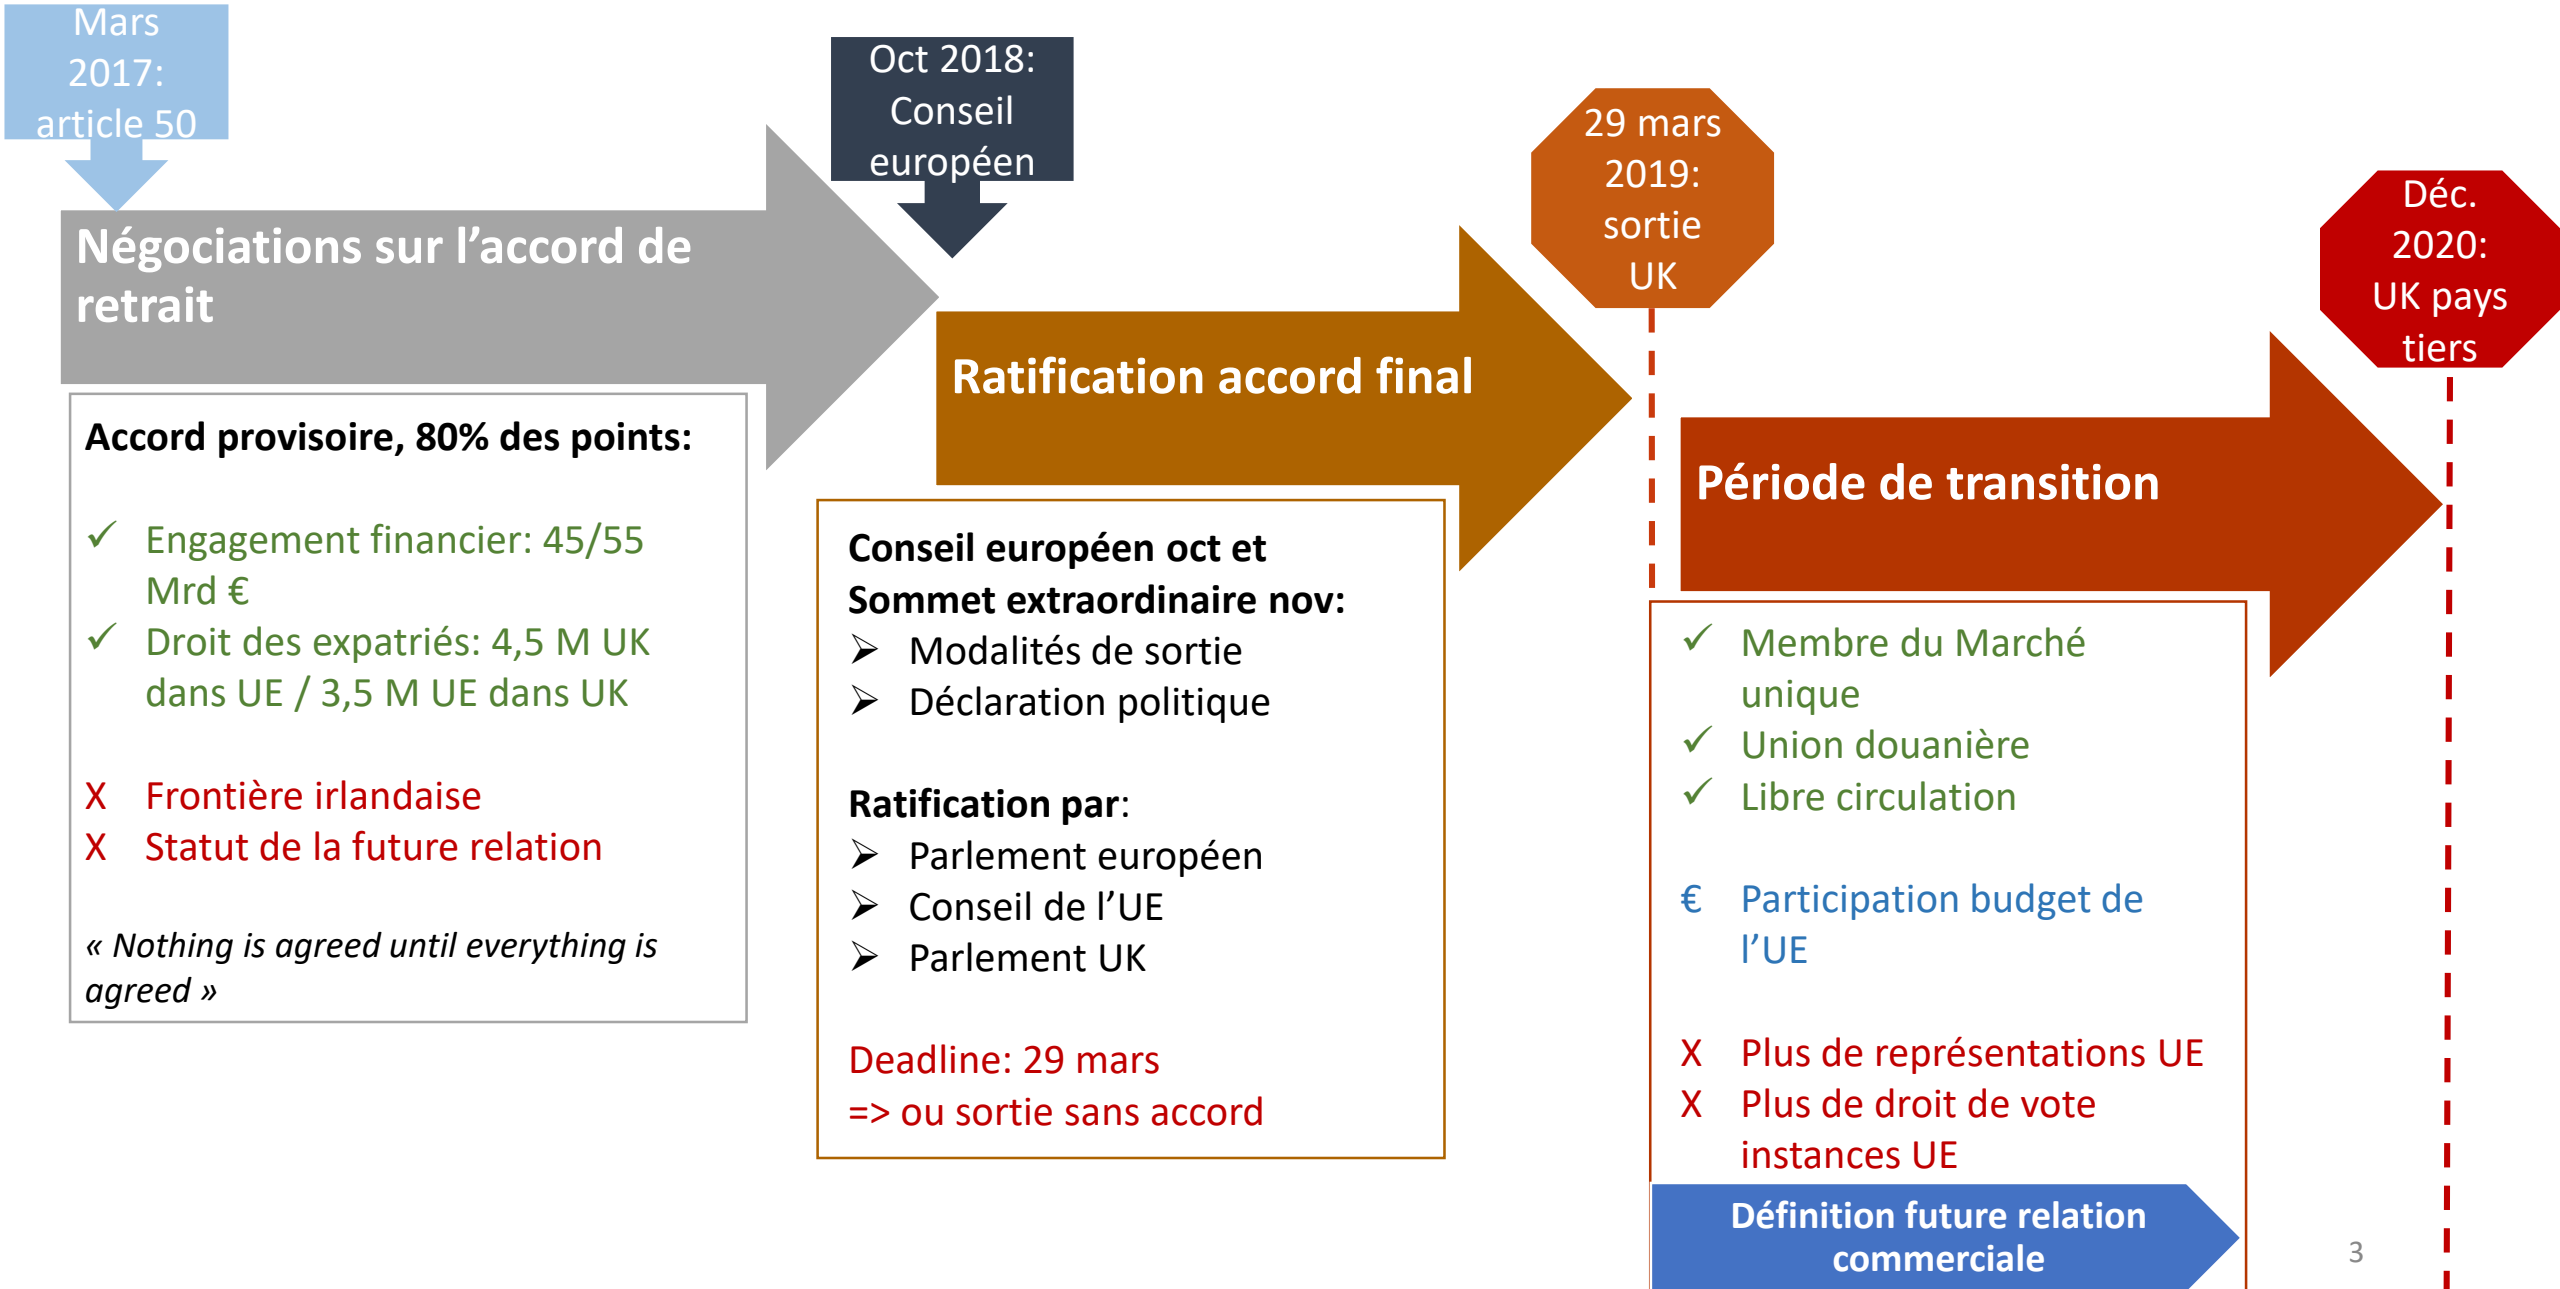 Mars
2017:
article 50
Négociations sur l’accord de
retrait
Accord provisoire, 80% des points:
✓ Engagement financier: 45/55
Mrd €
✓ Droit des expatriés: 4,5 M UK
dans UE / 3,5 M UE dans UK
X Frontière irlandaise
X Statut de la future relation
« Nothing is agreed until everything is
agreed »
Oct 2018:
Conseil
européen
Ratification accord final
Conseil européen oct et
Sommet extraordinaire nov:
➢ Modalités de sortie
➢ Déclaration politique
Ratification par:
➢ Parlement européen
➢ Conseil de l’UE
➢ Parlement UK
Deadline: 29 mars
=> ou sortie sans accord
29 mars
2019:
sortie
UK
Période de transition
✓ Membre du Marché
unique
✓ Union douanière
✓ Libre circulation
€ Participation budget de
l’UE
X Plus de représentations UE
X Plus de droit de vote
instances UE
Définition future relation
commerciale
Déc.
2020:
UK pays
tiers
3